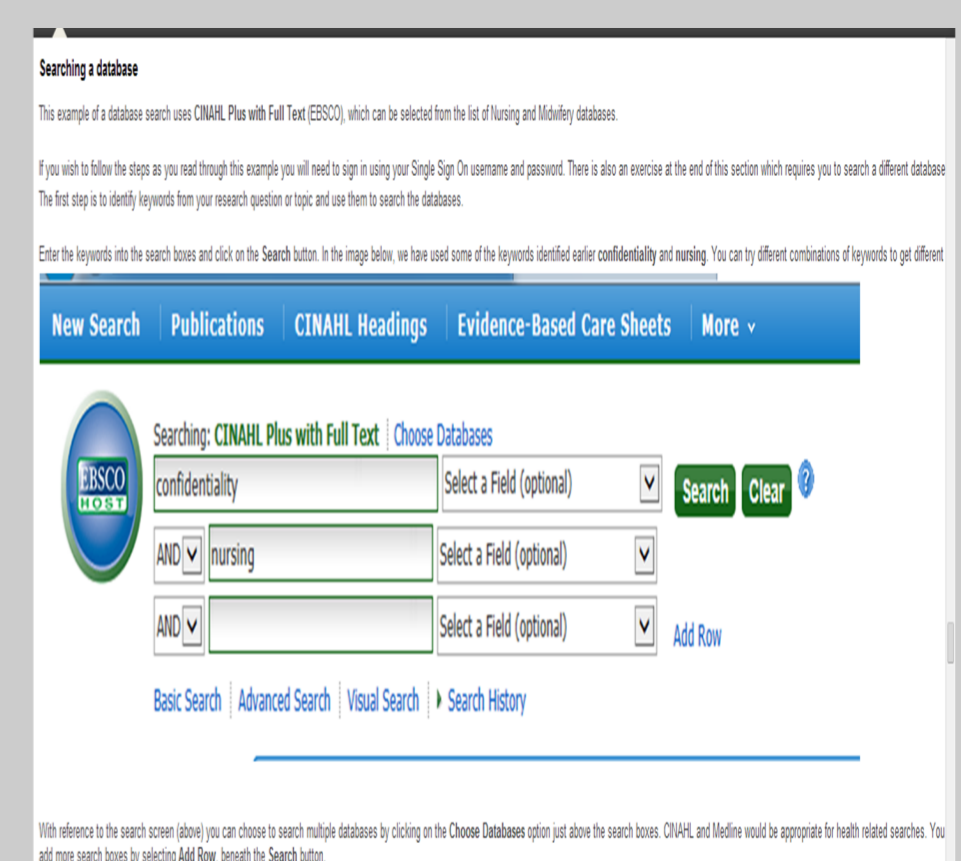 Searching a database
This example of a database search uses CINAHL Plus with Full Text (EBSCO), which can be selected from the list of Nursing and Midwifery databases.
If you wish to follow the steps as you read through this example you will need to sign in using your Single Sign On username and password. There is also an exercise at the end of this section which requires you to search a different database
The first step is to identify keywords from your research question or topic and use them to search the databases.
Enter the keywords into the search boxes and click on the Search button. In the image below, we have used some of the keywords identified earlier confidentiality and nursing. You can try different combinations of keywords to get different
New Search Publications CINAHL Headings Evidence-Based Care Sheets More
Searching: CINAHL Plus with Full Text Choose Databases
EBSCO
HOST
confidentiality Select a Field (optional) Search Clear ?
AND nursing Select a Field (optional)
AND Select a Field (optional) Add Row
Basic Search Advanced Search Visual Search Search History
With reference to the search screen (above) you can choose to search multiple databases by clicking on the Choose Databases option just above the search boxes. CINAHL and Medline would be appropriate for health related searches. You
add more search boxes by selecting Add Row, beneath the Search button.